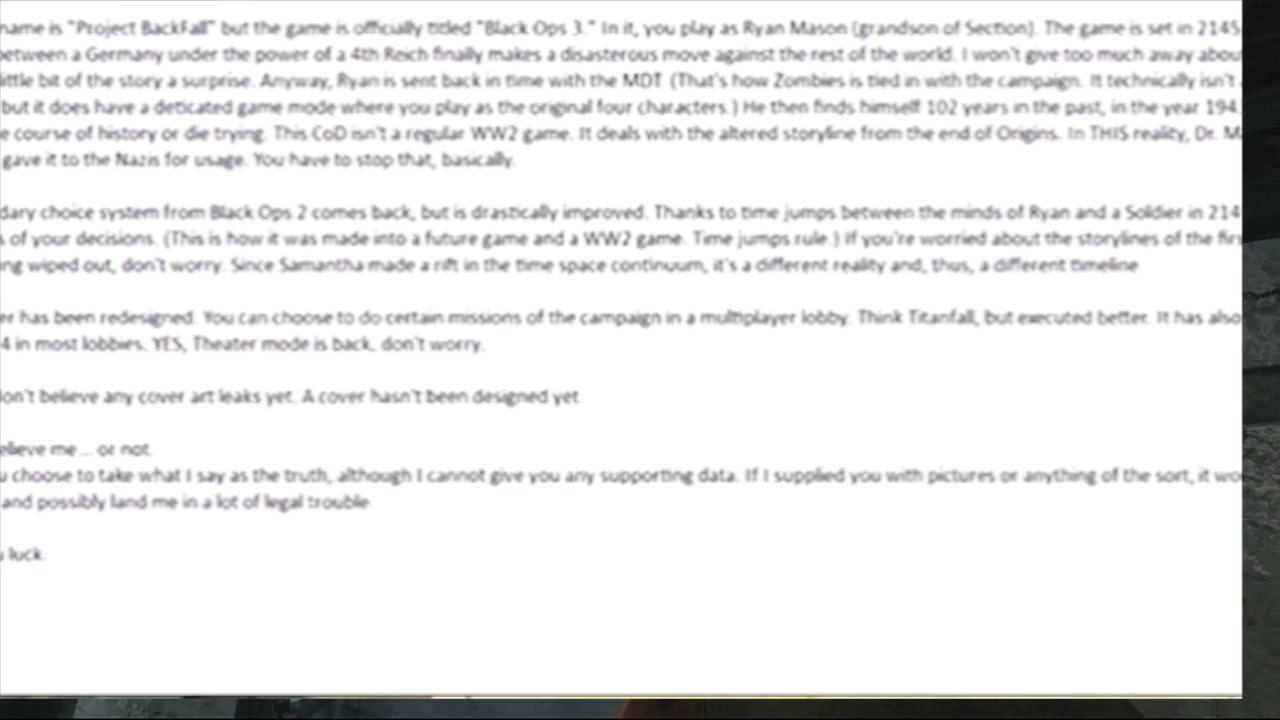 name is "Project BackFall" but the game is officially titled "Black Ops 3." In it, you play as Ryan Mason (grandson of Section). The game is set in 2145,
between a Germany under the power of a 4th Reich finally makes a disasterous move against the rest of the world. I won't give too much away abou
little bit of the story a surprise. Anyway, Ryan is sent back in time with the MDT. (That's how Zombies is tied in with the campaign. It technically isn't
but it does have a deticated game mode where you play as the original four characters.) He then finds himself 102 years in the past, in the year 194
e course of history or die trying. This CoD isn't a regular WW2 game. It deals with the altered storyline from the end of Origins. In THIS reality, Dr. M
gave it to the Nazis for usage. You have to stop that, basically.
dary choice system from Black Ops 2 comes back, but is drastically improved. Thanks to time jumps between the minds of Ryan and a Soldier in 214
s of your decisions. (This is how it was made into a future game and a WW2 game. Time jumps rule.) If you're worried about the storylines of the firs
ng wiped out, don't worry. Since Samantha made a rift in the time space continuum, it's a different reality and, thus, a different timeline.
er has been redesigned. You can choose to do certain missions of the campaign in a multiplayer lobby. Think Titanfall, but executed better. It has also
4 in most lobbies. YES, Theater mode is back, don't worry.
don't believe any cover art leaks yet. A cover hasn't been designed yet.
elieve me... or not.
u choose to take what I say as the truth, although I cannot give you any supporting data. If I supplied you with pictures or anything of the sort, it wo
and possibly land me in a lot of legal trouble.
u luck.